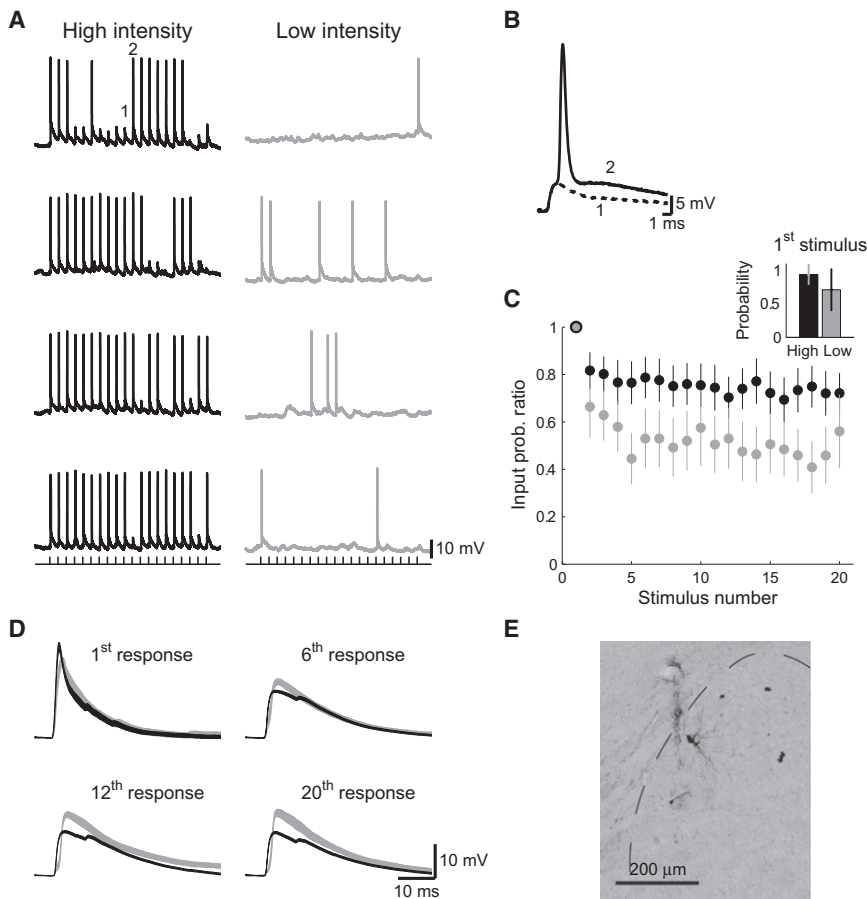 A
High intensity
Low intensity
2
1
10 mV
B
2
1
5 mV
1 ms
C
1st stimulus
Probability
1
0.5
0
High Low
Input prob. ratio
1
0.8
0.6
0.4
0.2
0
0 5 10 15 20
Stimulus number
D
1st response
6th response
12th response
20th response
10 mV
10 ms
E
200 µm